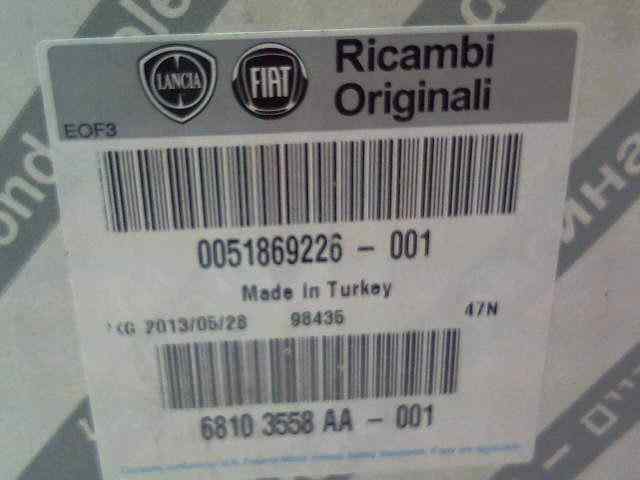 LANCIA
FIAT
Ricambi
Originali
EOF3
0051869226 - 001
Made in Turkey
KG 2013/05/28 98435 47N
6810 3558 AA - 001